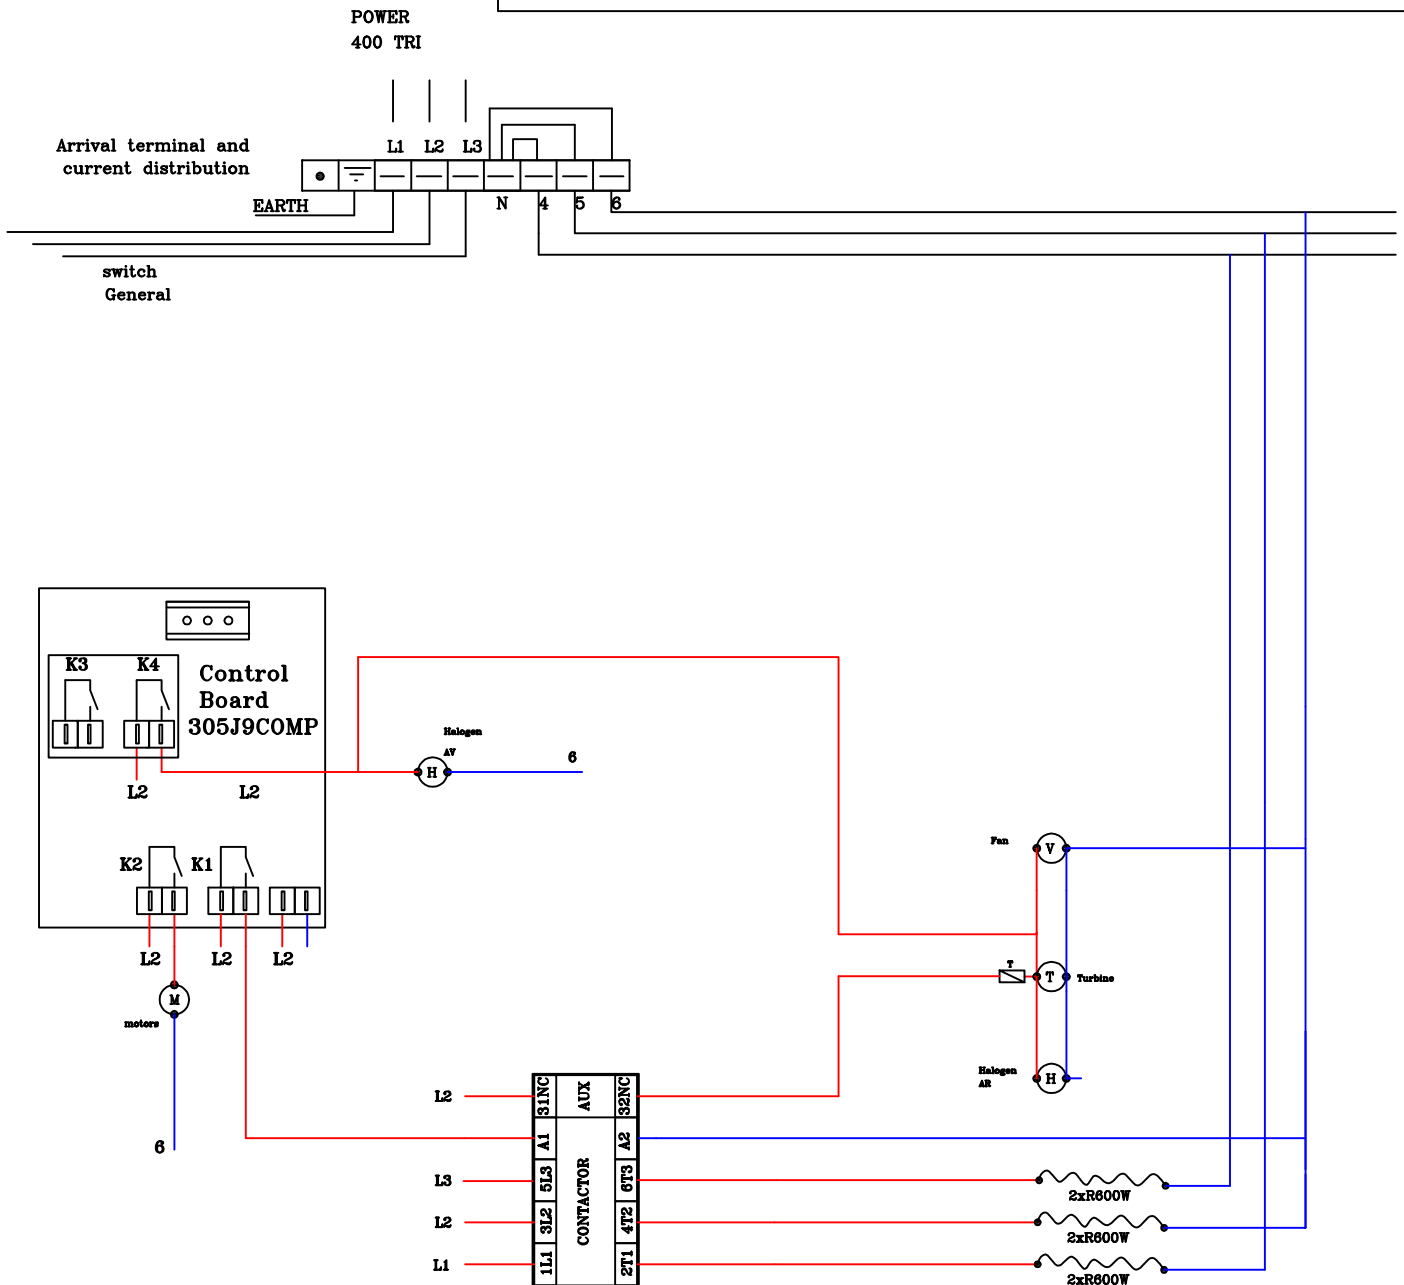 POWER
400 TRI
Arrival terminal and
current distribution
L1 L2 L3
EARTH
N 4 5 6
switch
General
K3 K4
Control
Board
305J9COMP
L2 L2
Halogen
AV
H
6
K2 K1
L2 L2 L2
M
motors
6
Fan
V
T
T
Turbine
Halogen
AR
H
L2
31NC
AUX
32NC
A1
A2
CONTACTOR
L3
5L3
6T3
2xR600W
L2
3L2
4T2
2xR600W
L1
1L1
2T1
2xR600W